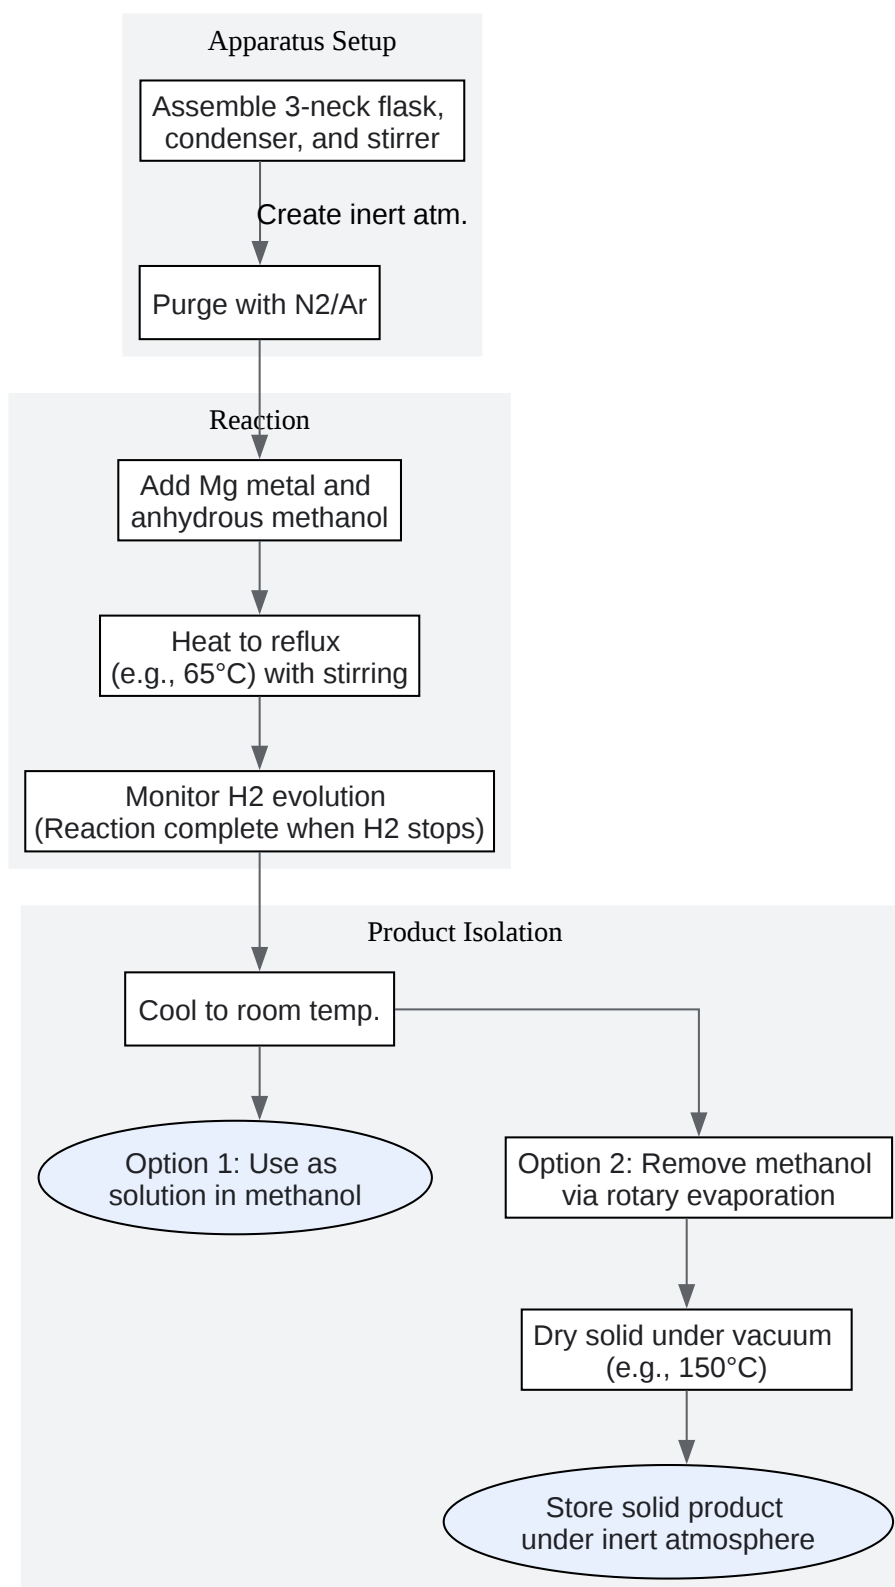 Apparatus Setup
Assemble 3-neck flask,
condenser, and stirrer
Create inert atm.
Purge with N2/Ar
Reaction
Add Mg metal and
anhydrous methanol
Heat to reflux
(e.g., 65°C) with stirring
Monitor H2 evolution
(Reaction complete when H2 stops)
Product Isolation
Cool to room temp.
Option 1: Use as
solution in methanol
Option 2: Remove methanol
via rotary evaporation
Dry solid under vacuum
(e.g., 150°C)
Store solid product
under inert atmosphere